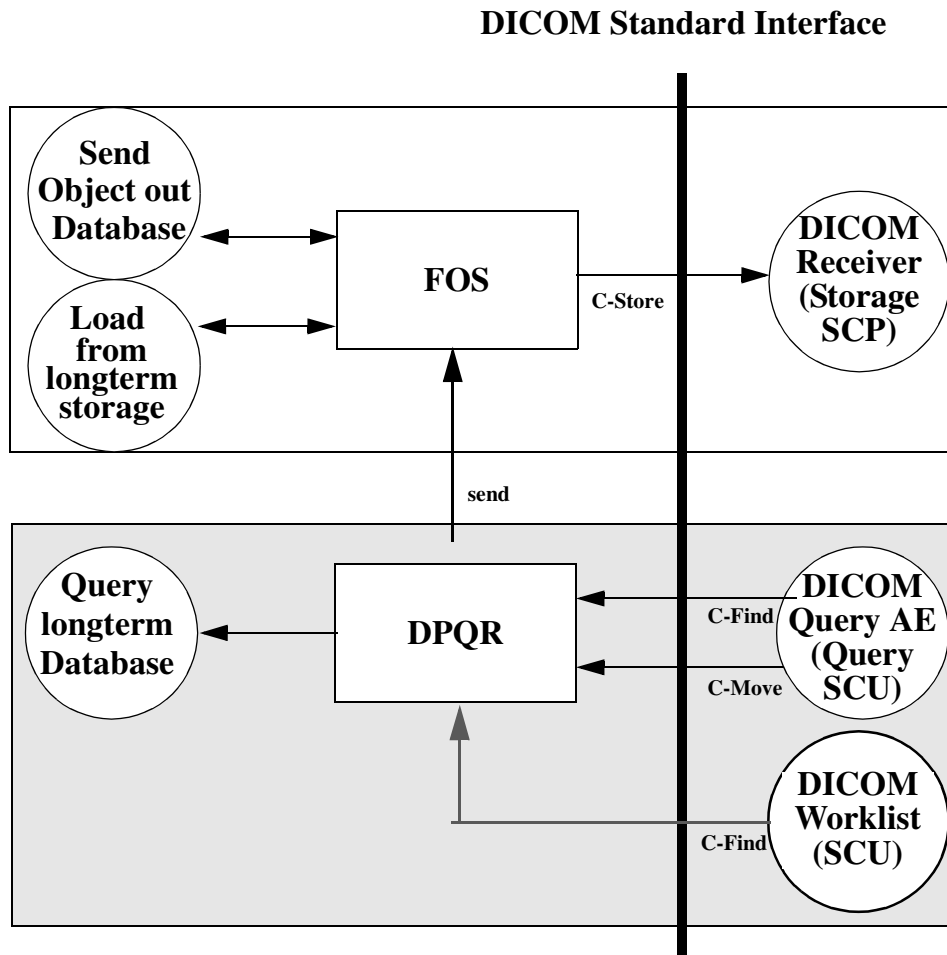 DICOM Standard Interface
Send
Object out
Database
Load
from
longterm
storage
FOS
C-Store
DICOM
Receiver
(Storage
SCP)
send
Query
longterm
Database
DPQR
C-Find
C-Move
DICOM
Query AE
(Query
SCU)
C-Find
DICOM
Worklist
(SCU)